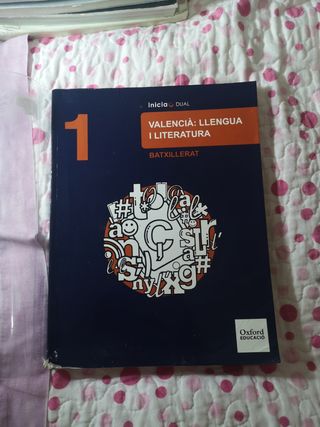 inicia DUAL
1
VALENCIÀ: LLENGUA
I LITERATURA
BATXILLERAT
Oxford
EDUCACIÓ